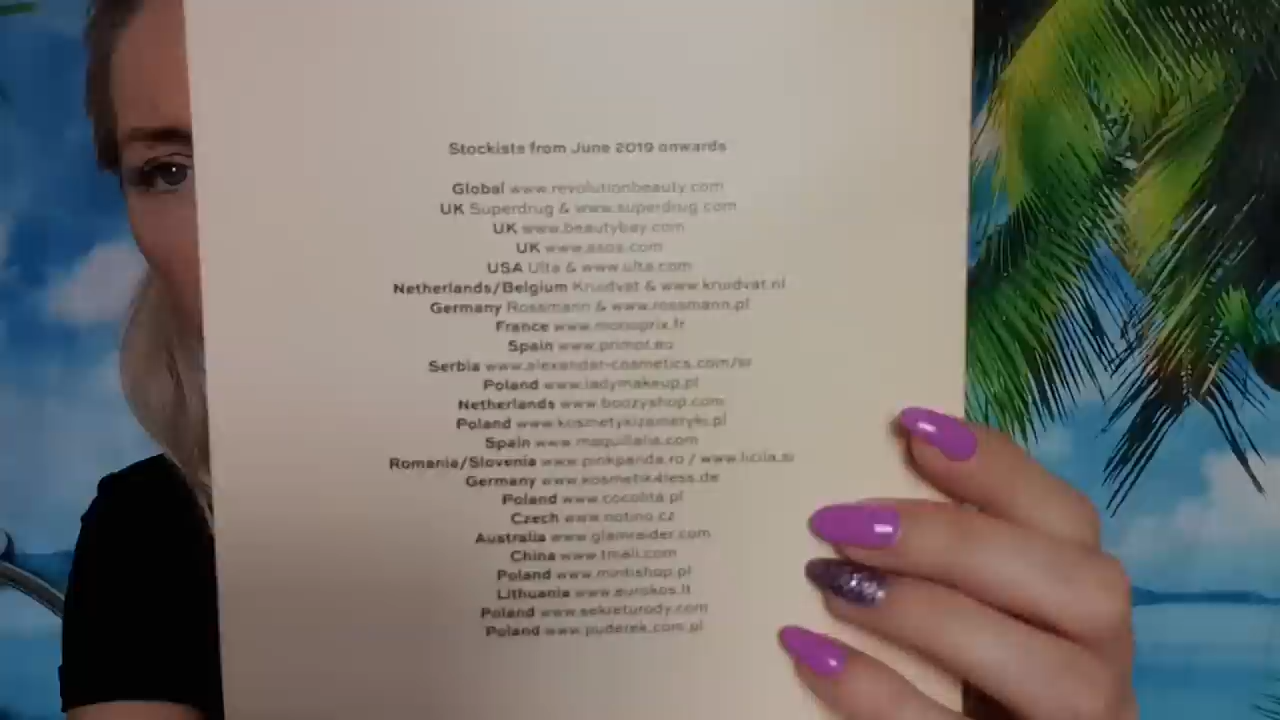 Stockists from June 2019 onwards
Global www.revolutionbeauty.com
UK Superdrug & www.superdrug.com
UK www.beautybay.com
UK www.asos.com
USA Ulta & www.ulta.com
Netherlands/Belgium Kruidvat & www.kruidvat.nl
Germany Rossmann & www.rossmann.pl
France www.monoprix.fr
Spain www.primor.eu
Serbia www.alexandar-cosmetics.com/sr
Poland www.ladymakeup.pl
Netherlands www.boozyshop.com
Poland www.kosmetykizameryki.pl
Spain www.maquillalia.com
Romania/Slovenia www.pinkpanda.ro / www.licila.si
Germany www.kosmetik4less.de
Poland www.cocolita.pl
Czech www.notino.cz
Australia www.glamraider.com
China www.tmall.com
Poland www.mintishop.pl
Lithuania www.eurokos.lt
Poland www.sekreturody.com
Poland www.puderek.com.pl